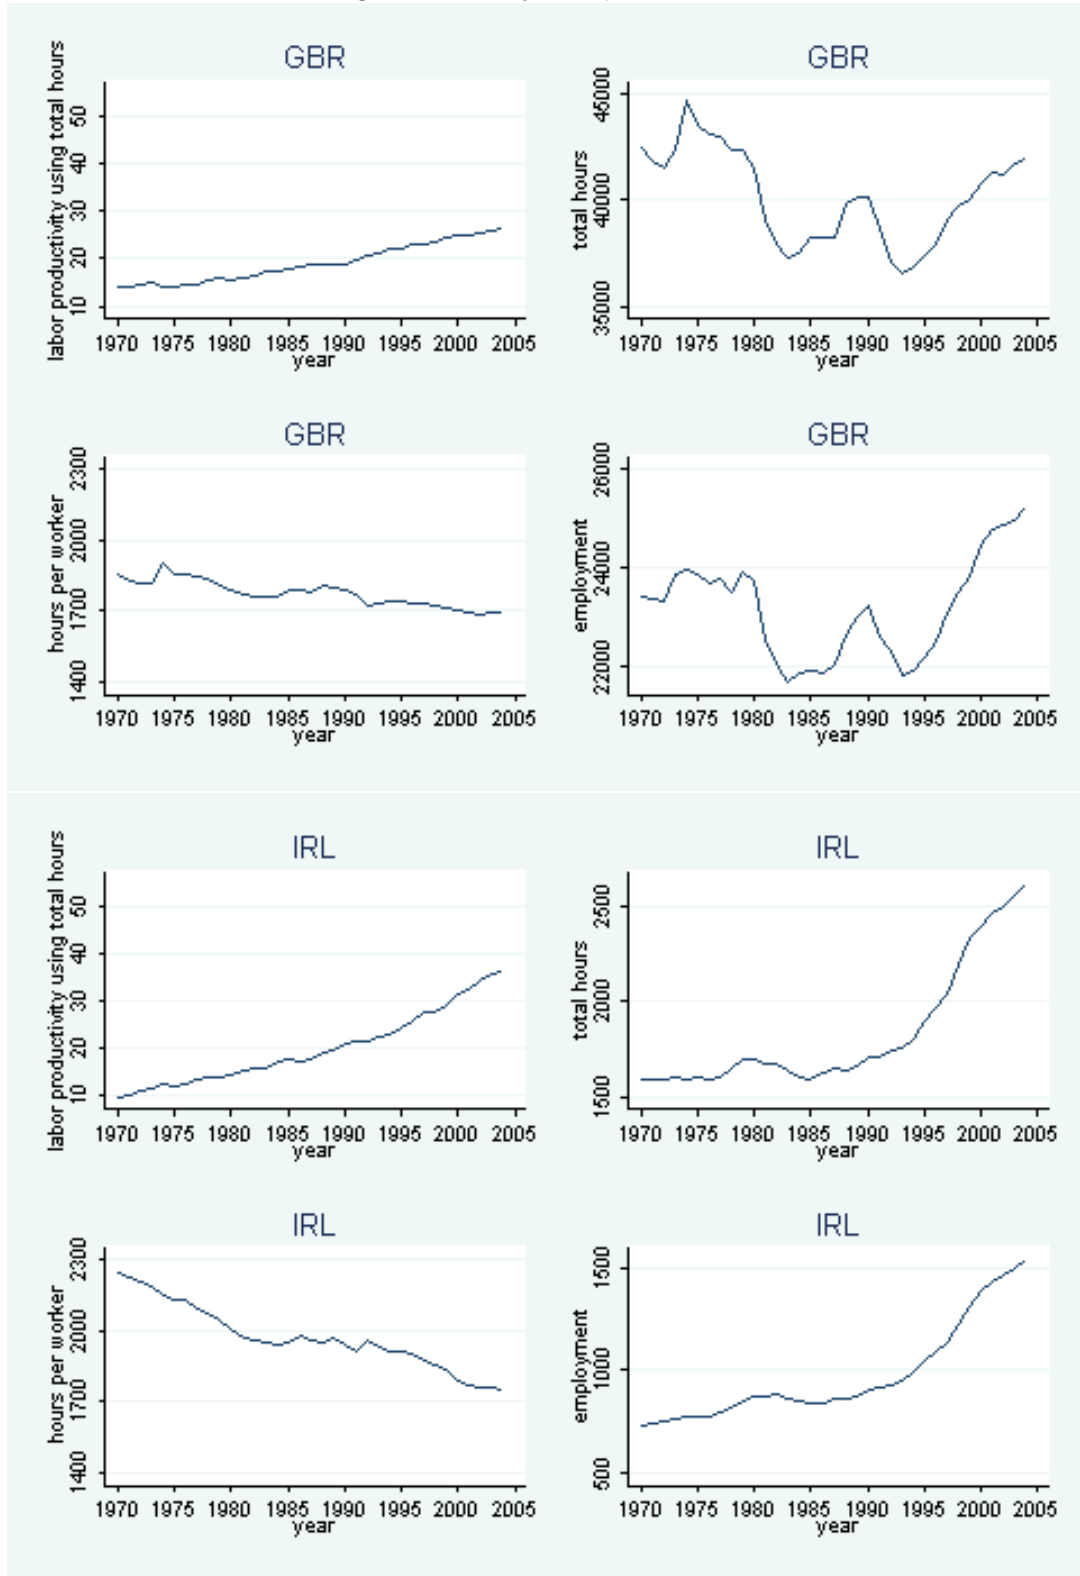 GBR
labor productivity using total hours
50
40
30
20
10
1970 1975 1980 1985 1990 1995 2000 2005
year
GBR
total hours
45000
40000
35000
1970 1975 1980 1985 1990 1995 2000 2005
year
GBR
hours per worker
2300
2000
1700
1400
1970 1975 1980 1985 1990 1995 2000 2005
year
GBR
employment
26000
24000
22000
1970 1975 1980 1985 1990 1995 2000 2005
year
IRL
labor productivity using total hours
50
40
30
20
10
1970 1975 1980 1985 1990 1995 2000 2005
year
IRL
total hours
2500
2000
1500
1970 1975 1980 1985 1990 1995 2000 2005
year
IRL
hours per worker
2300
2000
1700
1400
1970 1975 1980 1985 1990 1995 2000 2005
year
IRL
employment
1500
1000
500
1970 1975 1980 1985 1990 1995 2000 2005
year